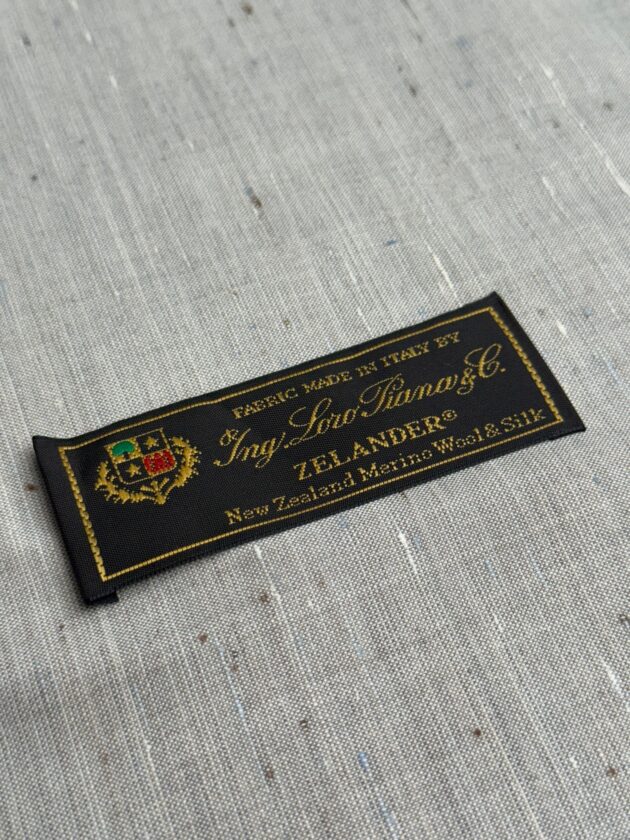 FABRIC MADE IN ITALY BY
Ing Loro Piana & C.
ZELANDER®
New Zealand Merino Wool & Silk